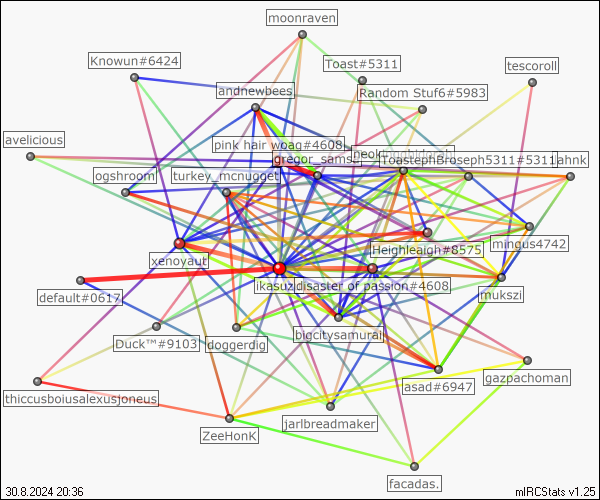 moonraven
Knowun#6424
Toast#5311
tescoroll
andnewbees
Random Stuf6#5983
avelicious
pink hair woag#4608
gregor_samsa
ToastephBroseph5311#5311
ahnk
ogshroom
turkey_mcnugget
mingus4742
Heighleaigh#8575
xenoyaut
ikasuz
disaster of passion#4608
mukszi
default#0617
bigcitysamurai
Duck™#9103
doggerdig
asad#6947
gazpachoman
thiccusboiusalexusjoneus
jarlbreadmaker
ZeeHonK
facadas.
30.8.2024 20:36
mIRCStats v1.25